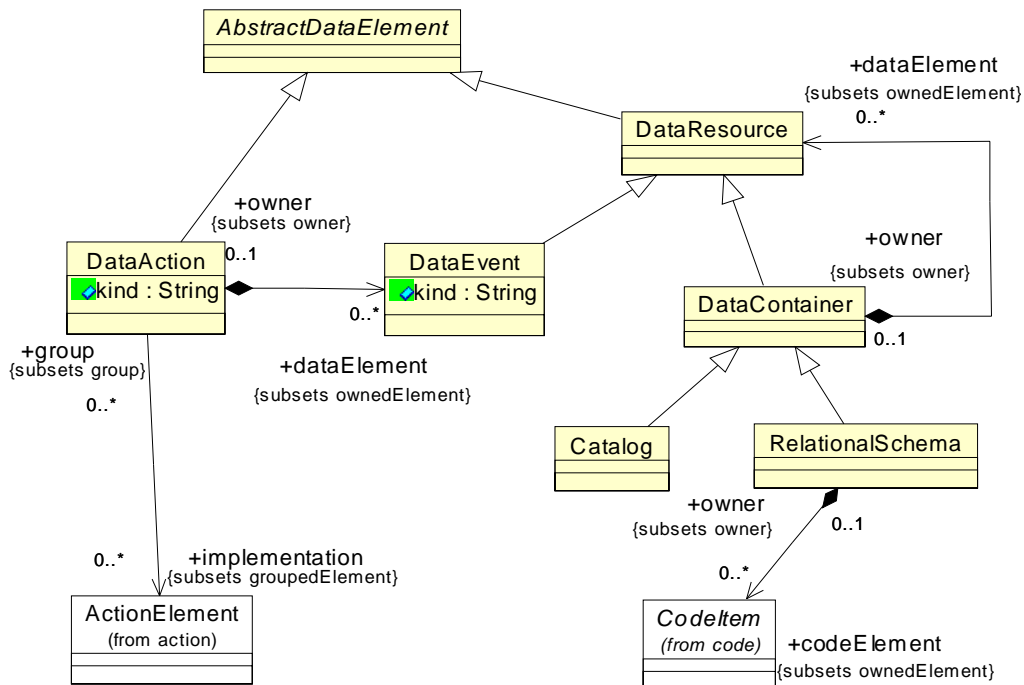 AbstractDataElement
+dataElement
{subsets ownedElement}
0..*
DataResource
+owner
{subsets owner}
0..1
DataAction
kind : String
DataEvent
kind : String
0..*
+dataElement
{subsets ownedElement}
+owner
{subsets owner}
DataContainer
0..1
+group
{subsets group}
0..*
Catalog
RelationalSchema
+owner
{subsets owner}
0..1
0..*
+implementation
{subsets groupedElement}
0..*
ActionElement
(from action)
CodeItem
(from code)
+codeElement
{subsets ownedElement}